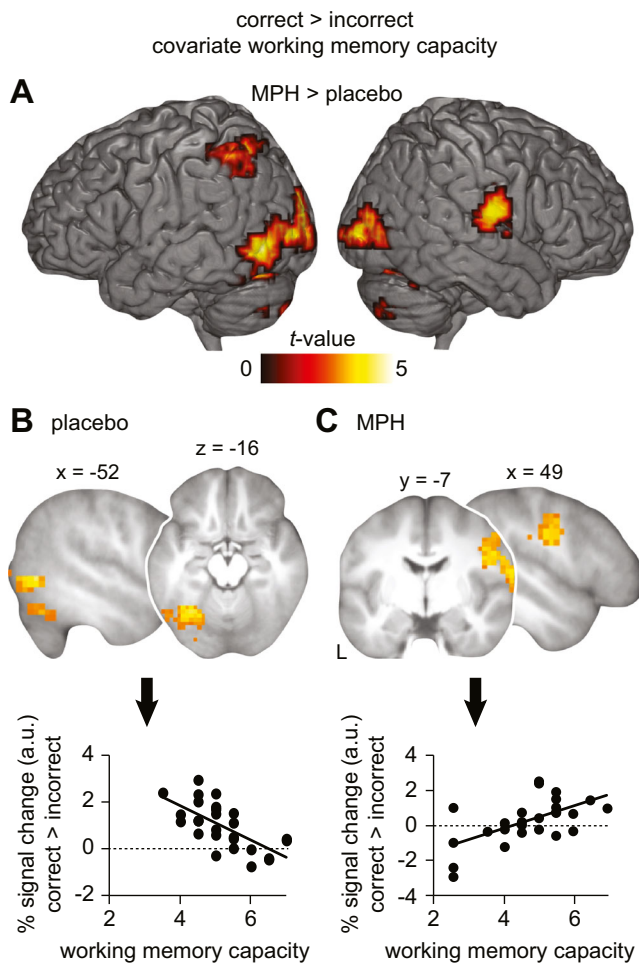 correct > incorrect
covariate working memory capacity
A
MPH > placebo
t-value
0
5
B placebo
C MPH
x = -52
z = -16
y = -7
x = 49
L
% signal change (a.u.)
correct > incorrect
4
2
0
-2
2
4
6
working memory capacity
% signal change (a.u.)
correct > incorrect
4
2
0
-2
-4
2
4
6
working memory capacity